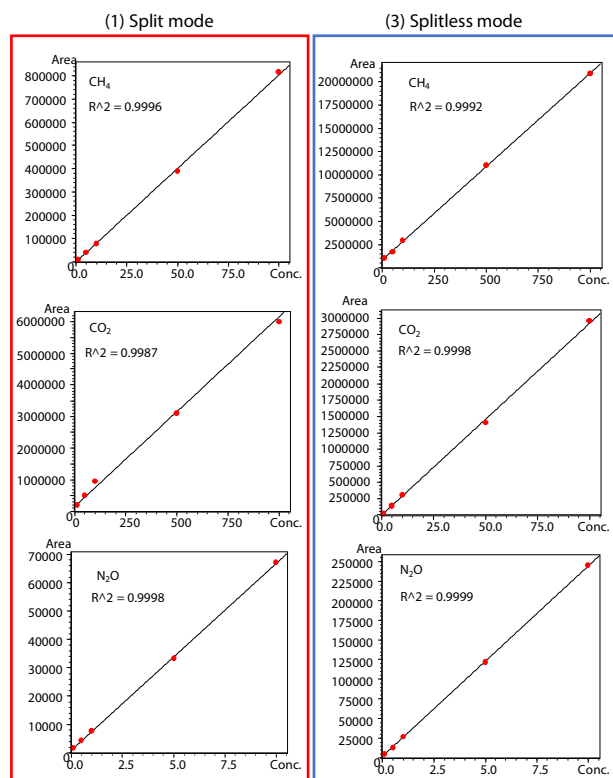 (1) Split mode
Area
800000
700000
600000
500000
400000
300000
200000
100000
0
CH₄
R^2 = 0.9996
0.0 25.0 50.0 75.0 Conc.
Area
6000000
5000000
4000000
3000000
2000000
1000000
0
CO₂
R^2 = 0.9987
0.0 250 500 750 Conc.
Area
70000
60000
50000
40000
30000
20000
10000
0
N₂O
R^2 = 0.9998
0.0 2.5 5.0 7.5 Conc.
(3) Splitless mode
Area
20000000
17500000
15000000
12500000
10000000
7500000
5000000
2500000
0
CH₄
R^2 = 0.9992
0.0 250 500 750 Conc.
Area
3000000
2750000
2500000
2250000
2000000
1750000
1500000
1250000
1000000
750000
500000
250000
0
CO₂
R^2 = 0.9998
0.0 25.0 50.0 75.0 Conc.
Area
250000
225000
200000
175000
150000
125000
100000
75000
50000
25000
0
N₂O
R^2 = 0.9999
0.0 2.5 5.0 7.5 Conc.